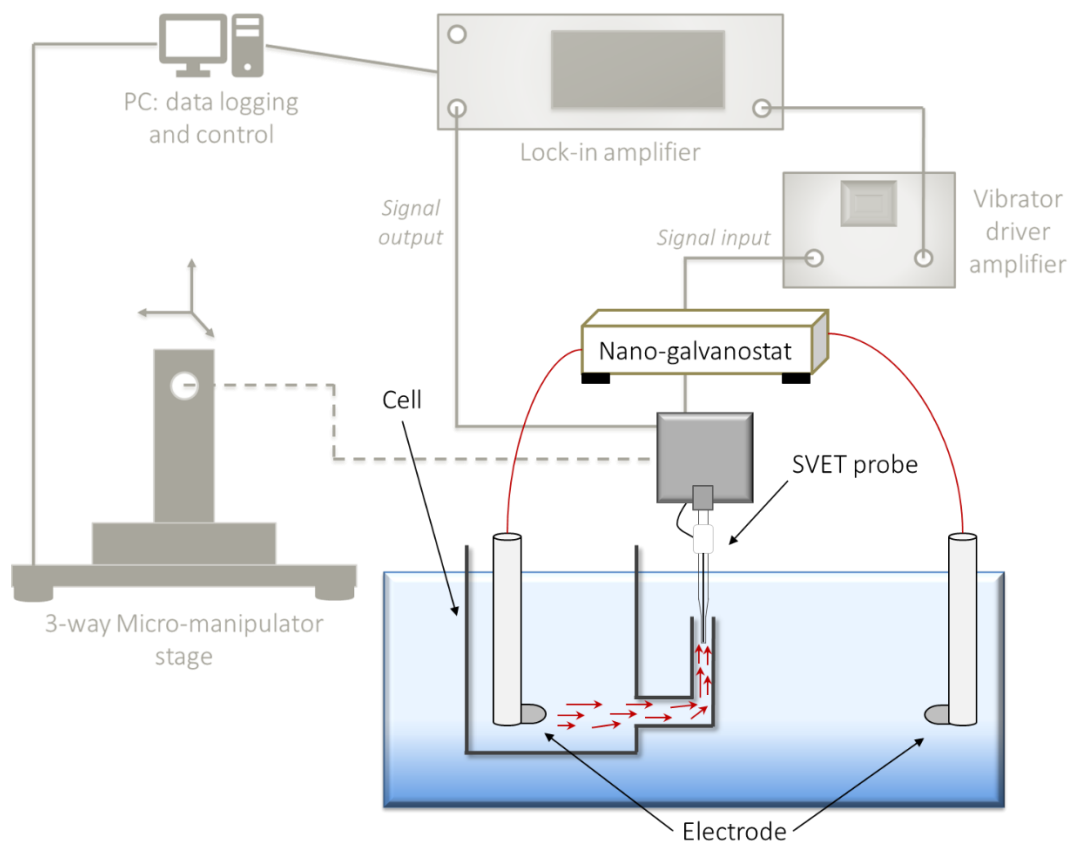 PC: data logging
and control
Lock-in amplifier
Signal
output
Signal input
Vibrator
driver
amplifier
Nano-galvanostat
Cell
SVET probe
3-way Micro-manipulator
stage
Electrode